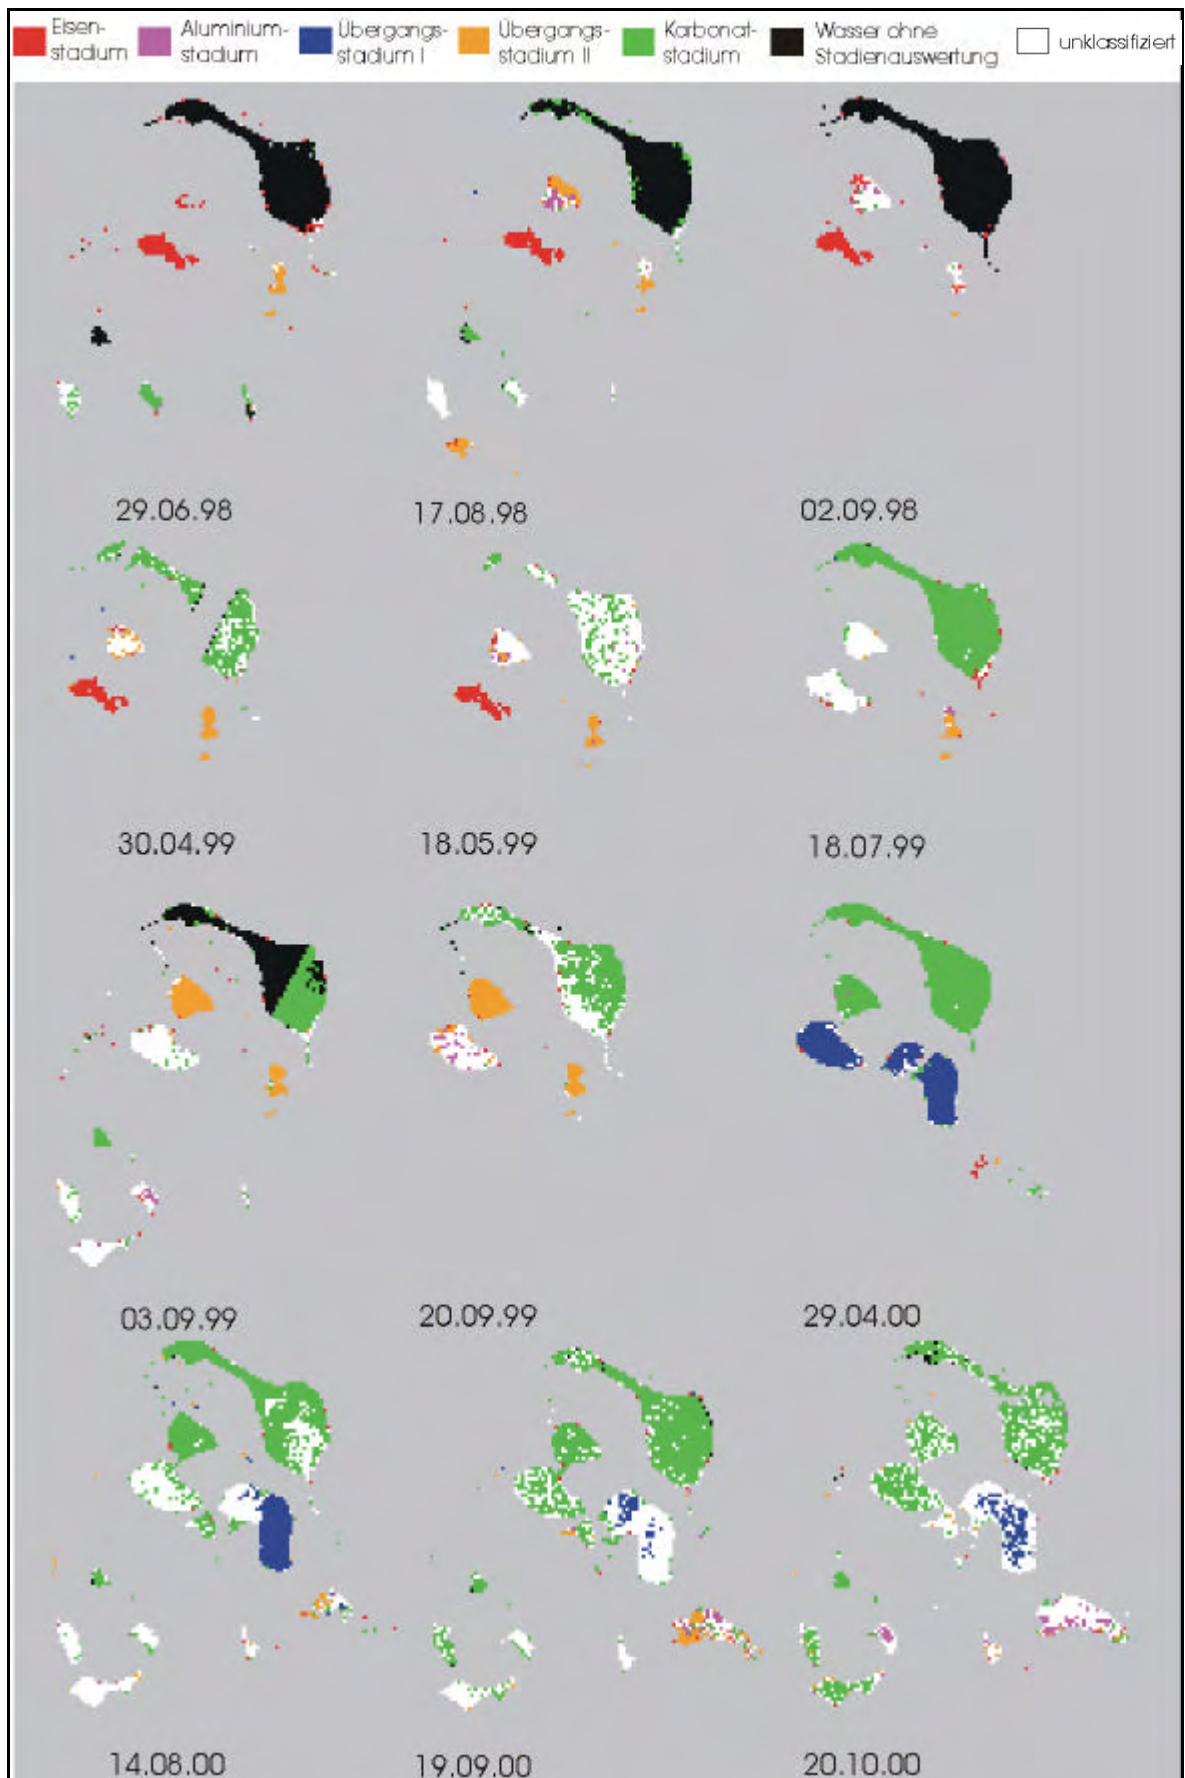 Eisen-
stadium
Aluminium-
stadium
Übergangs-
stadium I
Übergangs-
stadium II
Karbonat-
stadium
Wasser ohne
Stadienauswertung
unklassifiziert
29.06.98
17.08.98
02.09.98
30.04.99
18.05.99
18.07.99
03.09.99
20.09.99
29.04.00
14.08.00
19.09.00
20.10.00